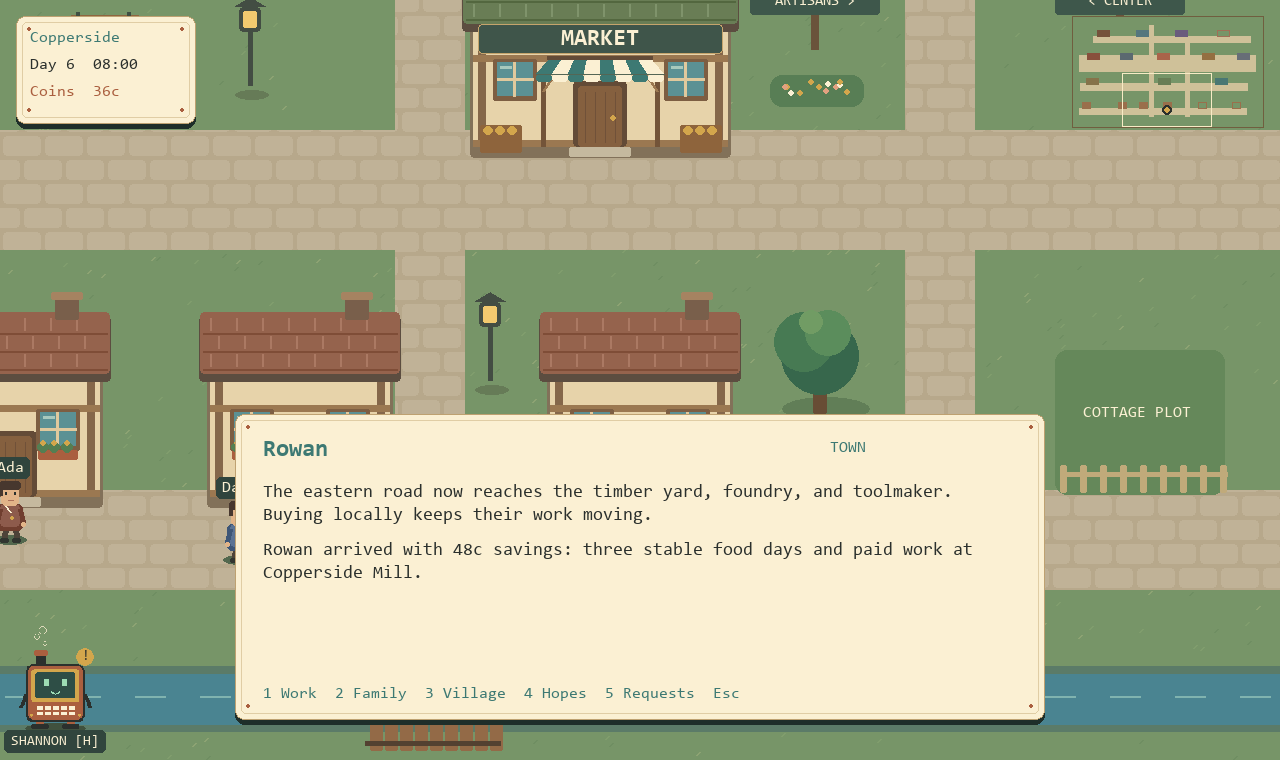 ARTISANS >
< CENTER
Copperside
Day 6  08:00
Coins  36c
MARKET
COTTAGE PLOT
Ada
Rowan
TOWN
The eastern road now reaches the timber yard, foundry, and toolmaker.
Buying locally keeps their work moving.
Rowan arrived with 48c savings: three stable food days and paid work at
Copperside Mill.
1 Work  2 Family  3 Village  4 Hopes  5 Requests  Esc
!
SHANNON [H]